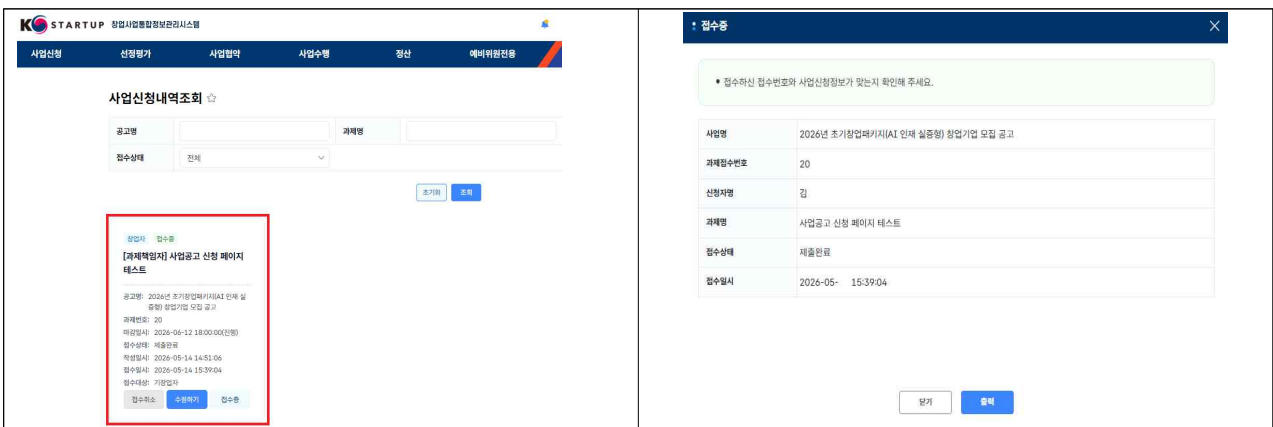 K STARTUP 창업사업통합정보관리시스템
사업신청 선정평가 사업협약 사업수행 정산 예비위원전용
사업신청내역조회 ☆
공고명 과제명
접수상태 전체
초기화 조회
창업자 접수중
[과제책임자] 사업공고 신청 페이지
테스트
공고명: 2026년 초기창업패키지(AI 인재 실
증형) 창업기업 모집 공고
과제번호: 20
마감일시: 2026-06-12 18:00:00(진행)
접수상태: 제출완료
작성일시: 2026-05-14 14:51:06
접수일시: 2026-05-14 15:39:04
접수대상: 기창업자
접수취소 수정하기 접수증
접수증
• 접수하신 접수번호와 사업신청정보가 맞는지 확인해 주세요.
사업명 2026년 초기창업패키지(AI 인재 실증형) 창업기업 모집 공고
과제접수번호 20
신청자명 김
과제명 사업공고 신청 페이지 테스트
접수상태 제출완료
접수일시 2026-05- 15:39:04
닫기 출력